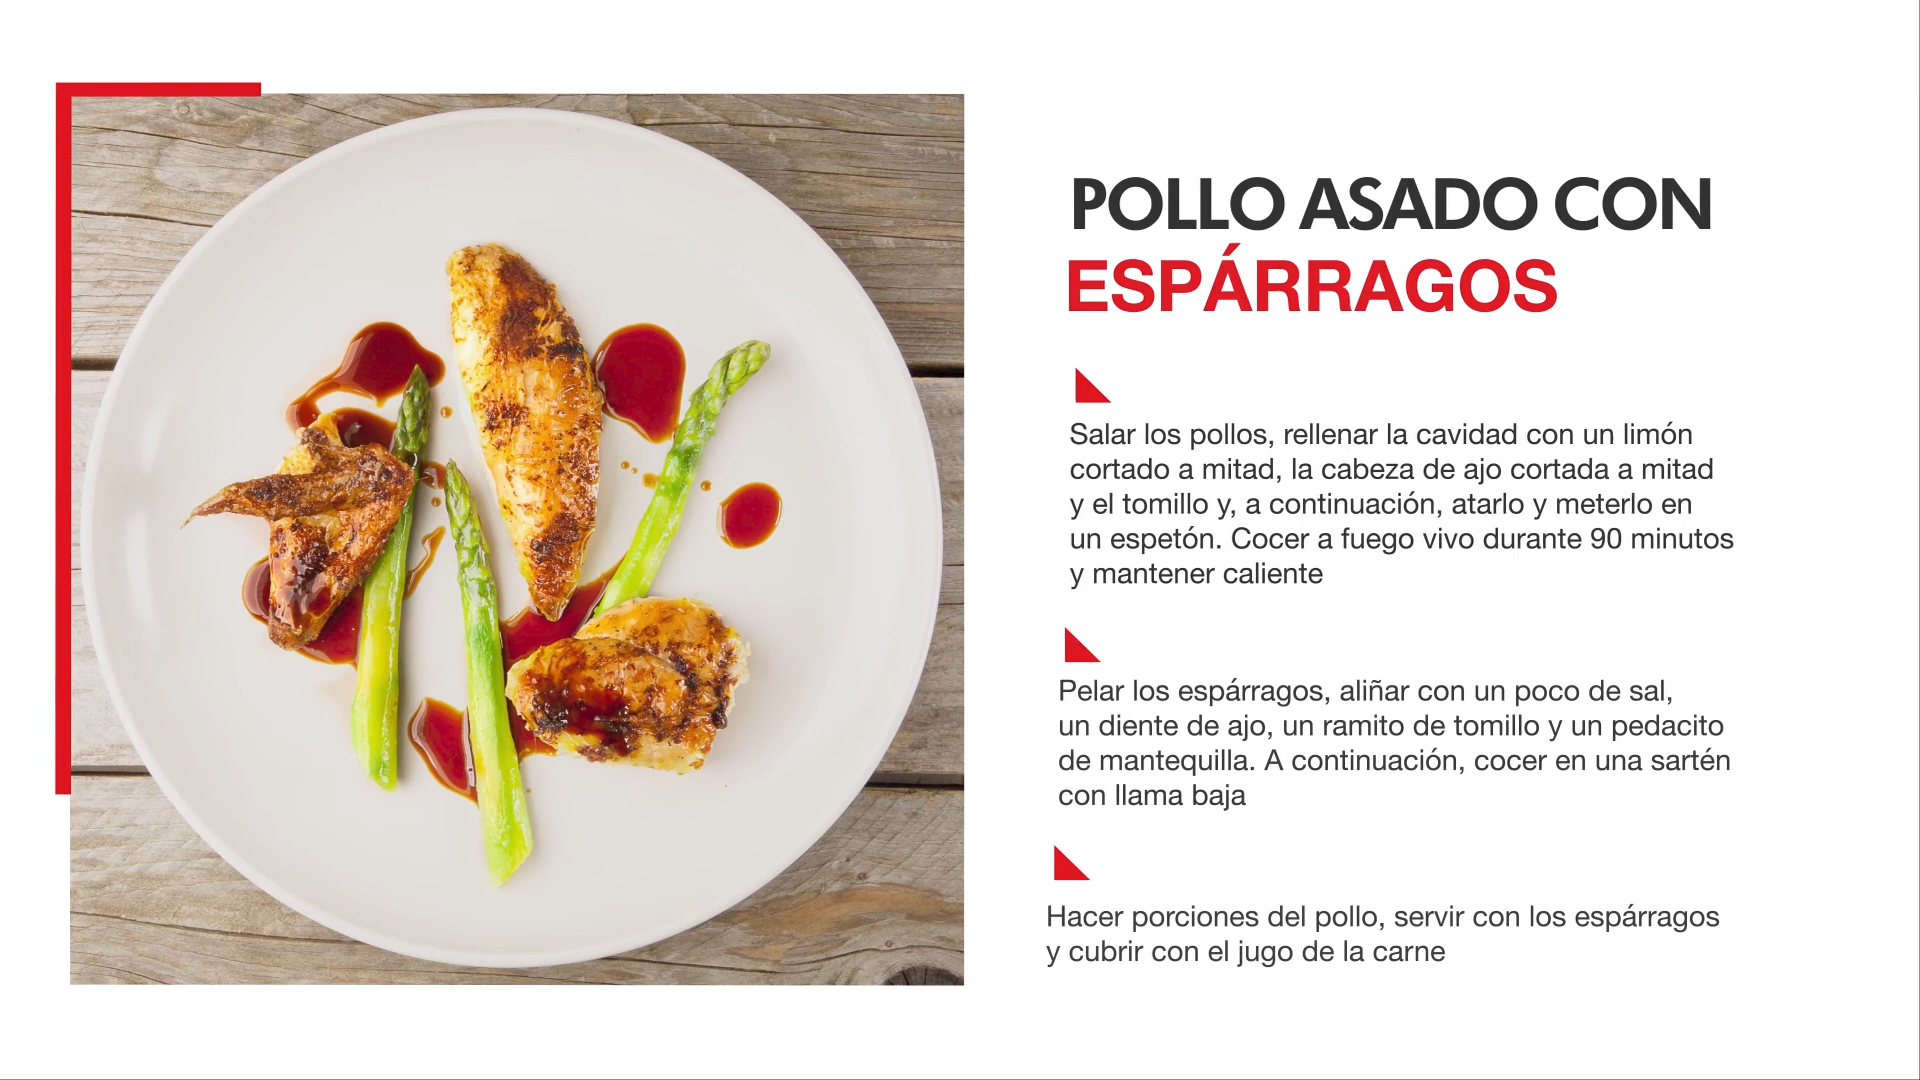 POLLO ASADO CON
ESPÁRRAGOS
Salar los pollos, rellenar la cavidad con un limón
cortado a mitad, la cabeza de ajo cortada a mitad
y el tomillo y, a continuación, atarlo y meterlo en
un espetón. Cocer a fuego vivo durante 90 minutos
y mantener caliente
Pelar los espárragos, aliñar con un poco de sal,
un diente de ajo, un ramito de tomillo y un pedacito
de mantequilla. A continuación, cocer en una sartén
con llama baja
Hacer porciones del pollo, servir con los espárragos
y cubrir con el jugo de la carne